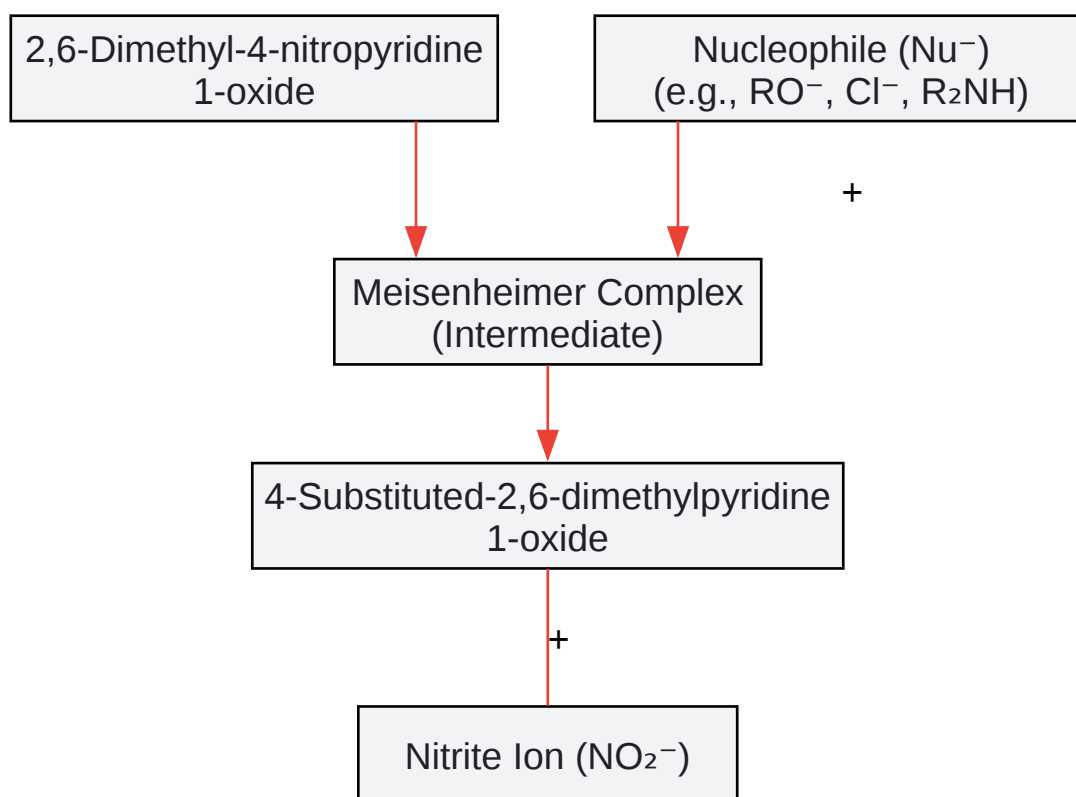 2,6-Dimethyl-4-nitropyridine
1-oxide
Nucleophile (Nu⁻)
(e.g., RO⁻, Cl⁻, R₂NH)
+
Meisenheimer Complex
(Intermediate)
4-Substituted-2,6-dimethylpyridine
1-oxide
+
Nitrite Ion (NO₂⁻)